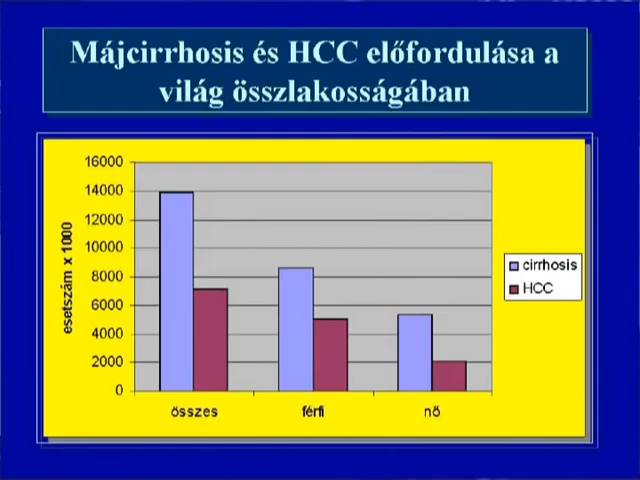 Májcirrhosis és HCC előfordulása a
világ összlakosságában
16000
14000
12000
10000
8000
6000
4000
2000
0
esetszám x 1000
összes
férfi
nő
cirrhosis
HCC